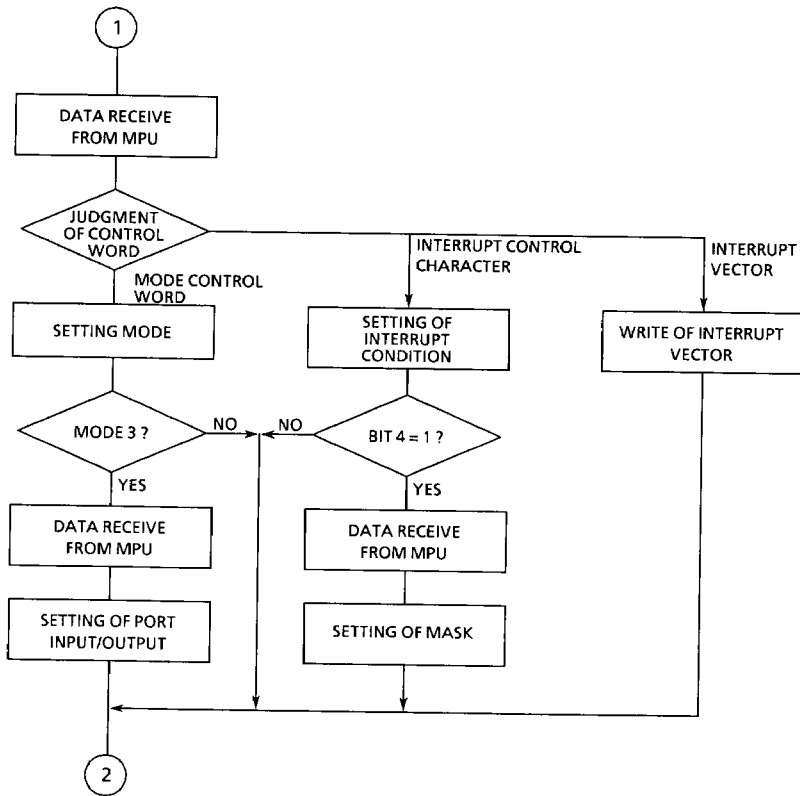 1
DATA RECEIVE
FROM MPU
JUDGMENT
OF CONTROL
WORD
MODE CONTROL
WORD
INTERRUPT CONTROL
CHARACTER
INTERRUPT
VECTOR
SETTING MODE
SETTING OF
INTERRUPT
CONDITION
WRITE OF INTERRUPT
VECTOR
MODE 3 ?
NO
NO
BIT 4 = 1 ?
YES
YES
DATA RECEIVE
FROM MPU
DATA RECEIVE
FROM MPU
SETTING OF PORT
INPUT/OUTPUT
SETTING OF MASK
2